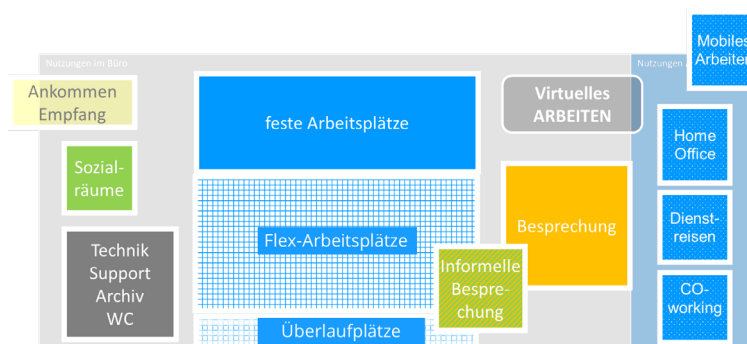 Nutzungen im Büro
Ankommen
Empfang
Sozial-
räume
Technik
Support
Archiv
WC
feste Arbeitsplätze
Flex-Arbeitsplätze
Überlaufplätze
Informelle
Bespre-
chung
Besprechung
Virtuelles
ARBEITEN
Nutzungen
Mobiles
Arbeiten
Home
Office
Dienst-
reisen
CO-
working